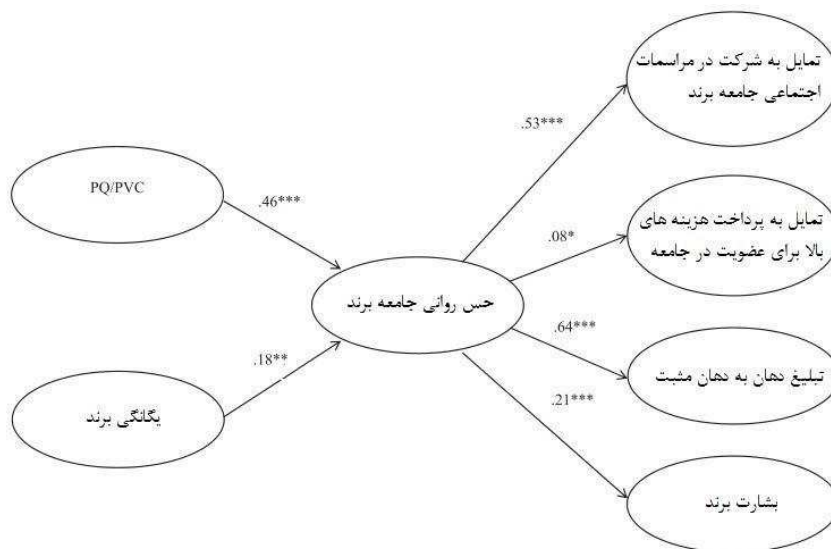 تمایل به شرکت در مراسمات
اجتماعی جامعه برند
.53***
PQ/PVC
.46***
تمایل به پرداخت هزینه های
بالا برای عضویت در جامعه
.08*
حس روانی جامعه برند
.64***
تبلیغ دهان به دهان مثبت
.18**
.21***
یگانگی برند
بشارت برند